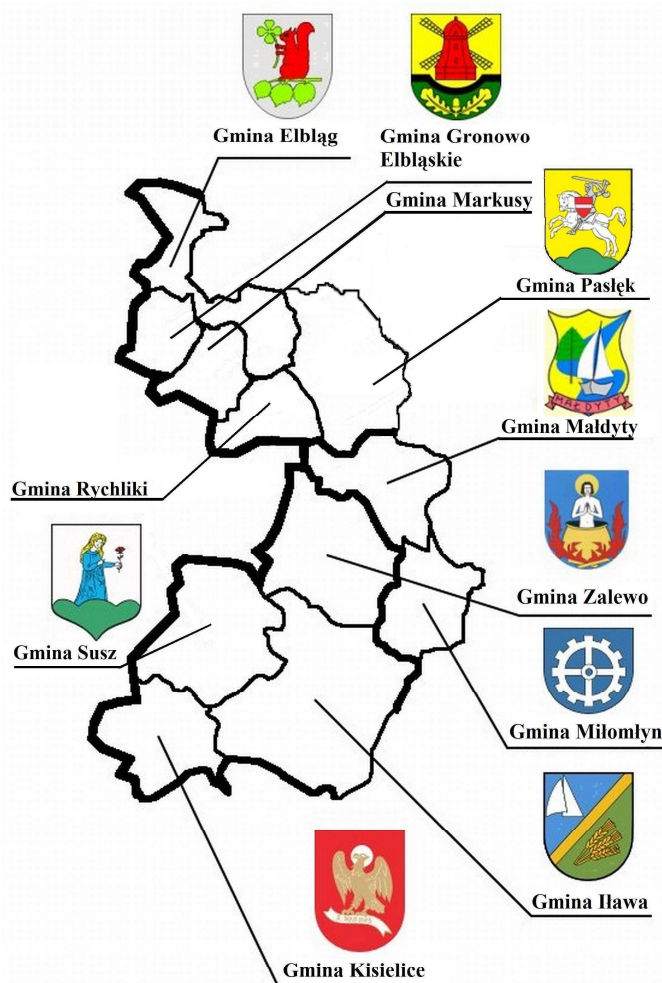 Gmina Elbląg
Gmina Gronowo
Elbląskie
Gmina Markusy
Gmina Pasłęk
MAŁDYTY
Gmina Małdyty
Gmina Rychliki
Gmina Zalewo
Gmina Susz
Gmina Miłomłyn
Gmina Iława
Gmina Kisielice